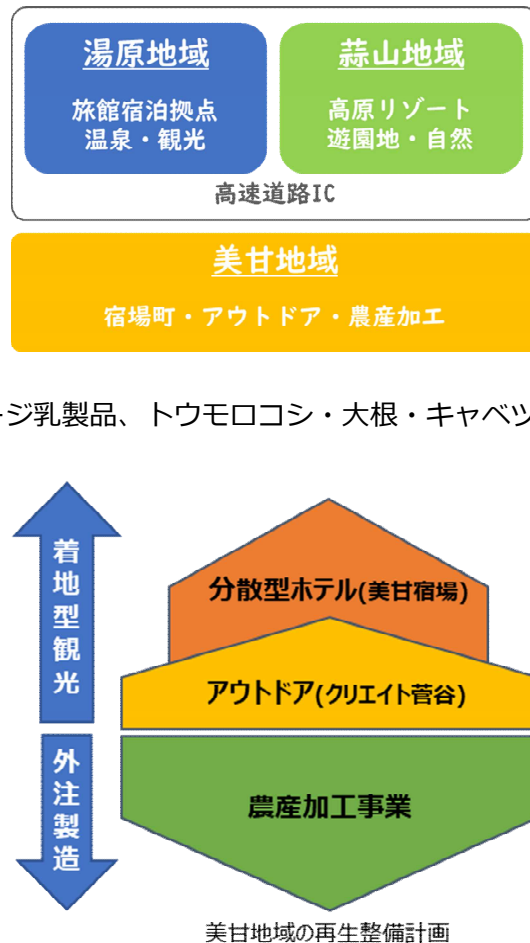 湯原地域
旅館宿泊拠点
温泉・観光
蒜山地域
高原リゾート
遊園地・自然
高速道路IC
美甘地域
宿場町・アウトドア・農産加工
ジ乳製品、トウモロコシ・大根・キャベツ
着地型観光
分散型ホテル(美甘宿場)
アウトドア(クリエイト菅谷)
外注製造
農産加工事業
美甘地域の再生整備計画